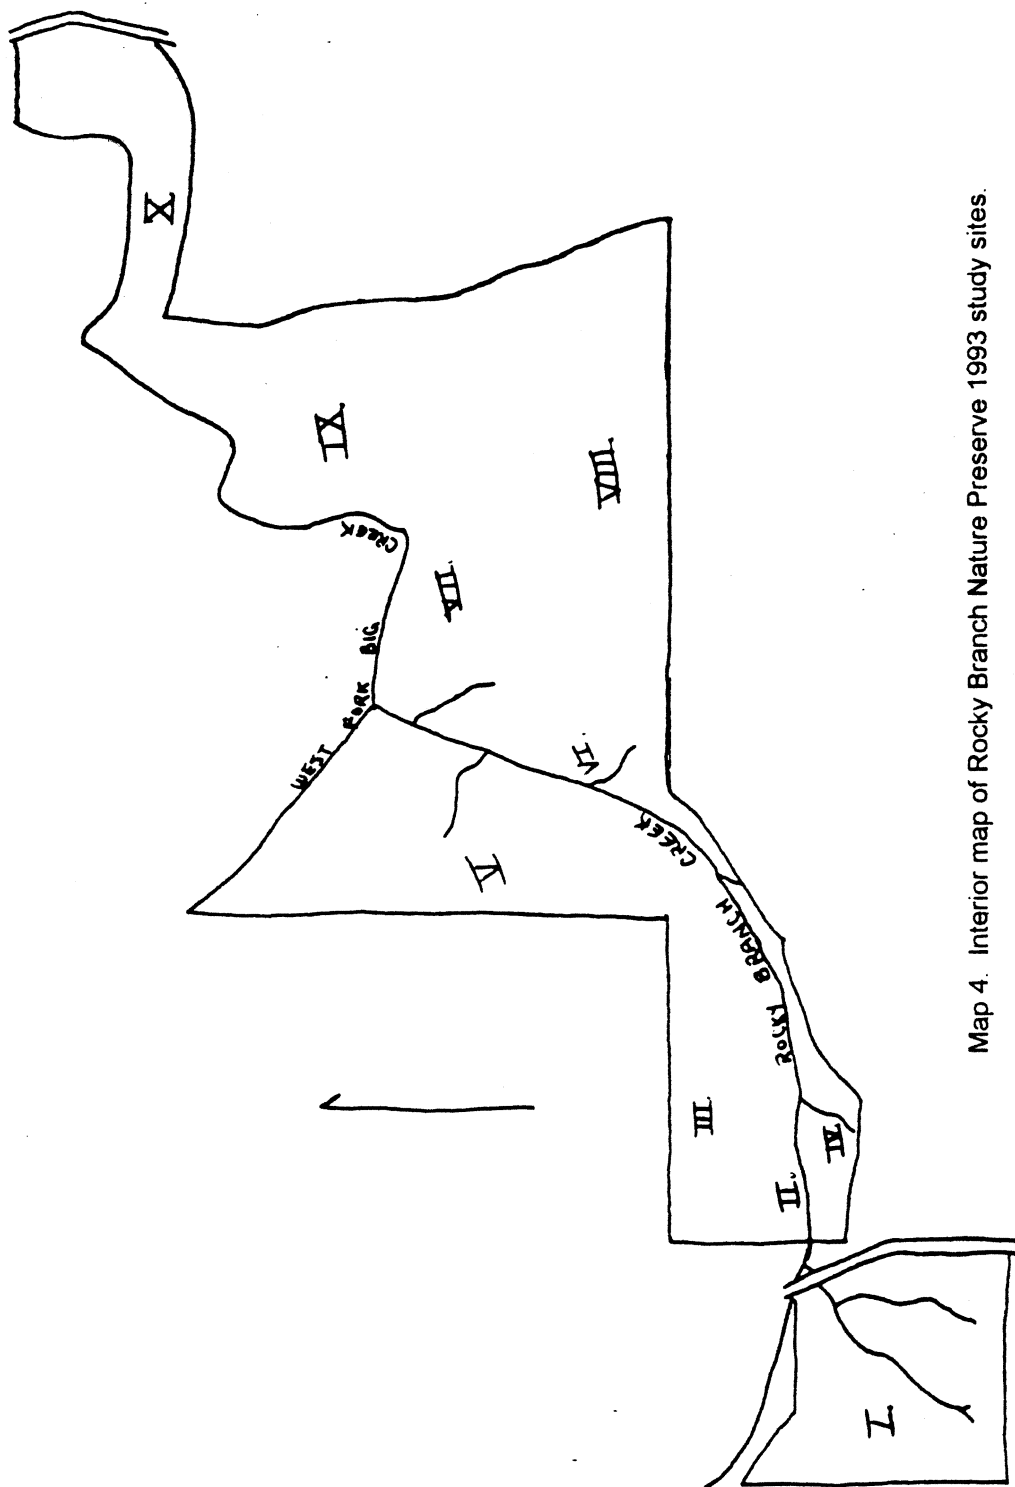 I.
II.
III.
IV.
V
VI.
VII.
VIII.
IX.
X
WEST FORK BIG CREEK
ROCKY BRANCH CREEK
Map 4. Interior map of Rocky Branch Nature Preserve 1993 study sites.